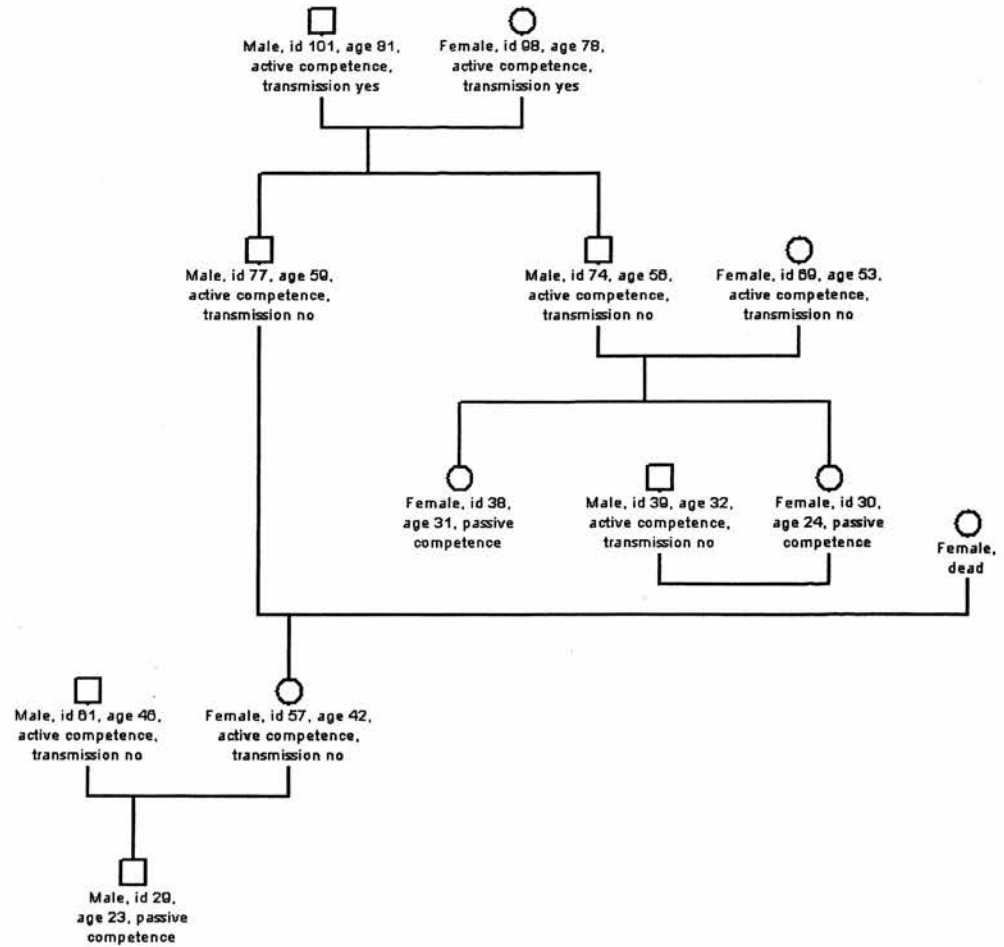 Male, id 101, age 81,
active competence,
transmission yes
Female, id 98, age 78,
active competence,
transmission yes
Male, id 77, age 59,
active competence,
transmission no
Male, id 74, age 56,
active competence,
transmission no
Female, id 69, age 53,
active competence,
transmission no
Female, id 38,
age 31, passive
competence
Male, id 39, age 32,
active competence,
transmission no
Female, id 30,
age 24, passive
competence
Female,
dead
Male, id 61, age 46,
active competence,
transmission no
Female, id 57, age 42,
active competence,
transmission no
Male, id 29,
age 23, passive
competence